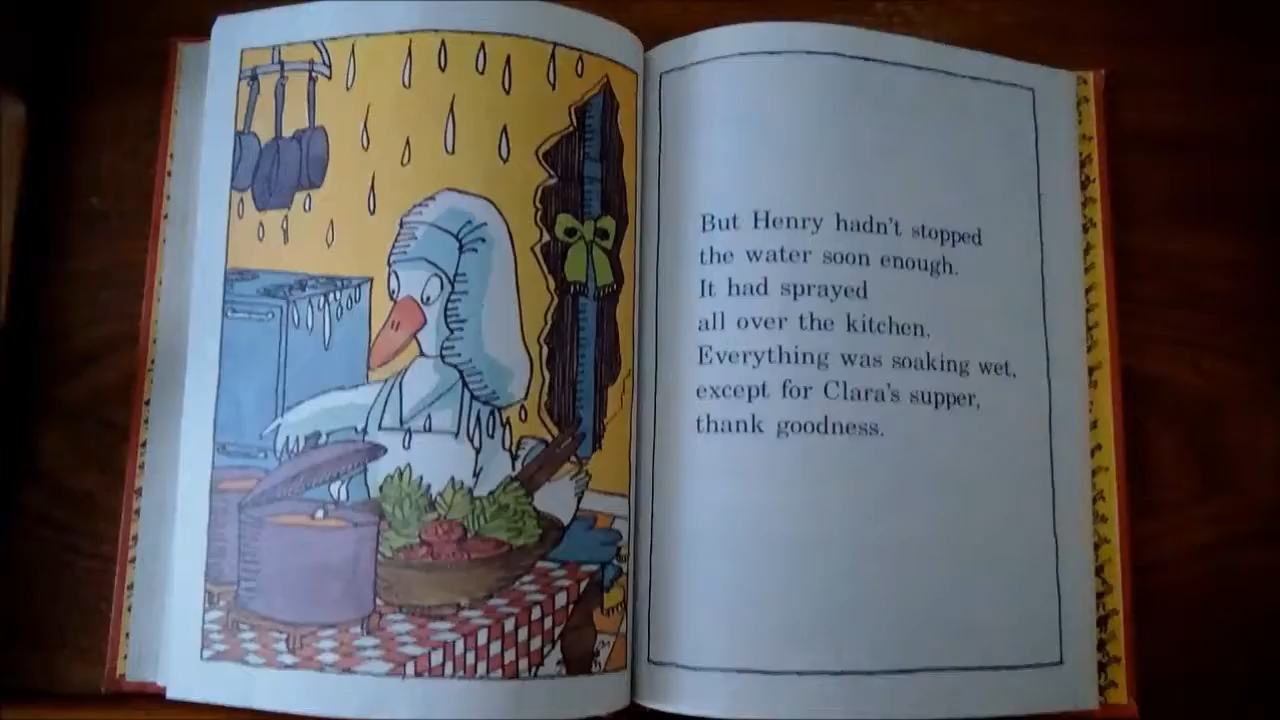 But Henry hadn't stopped
the water soon enough.
It had sprayed
all over the kitchen.
Everything was soaking wet,
except for Clara's supper,
thank goodness.